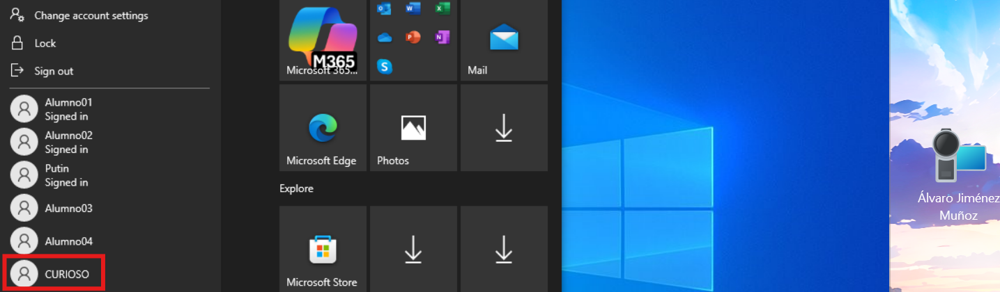 Change account settings
Lock
Sign out
Alumno01
Signed in
Alumno02
Signed in
Putin
Signed in
Alumno03
Alumno04
CURIOSO
M365
Microsoft 365...
Mail
Microsoft Edge
Photos
Explore
Microsoft Store
Álvaro Jiménez
Muñoz